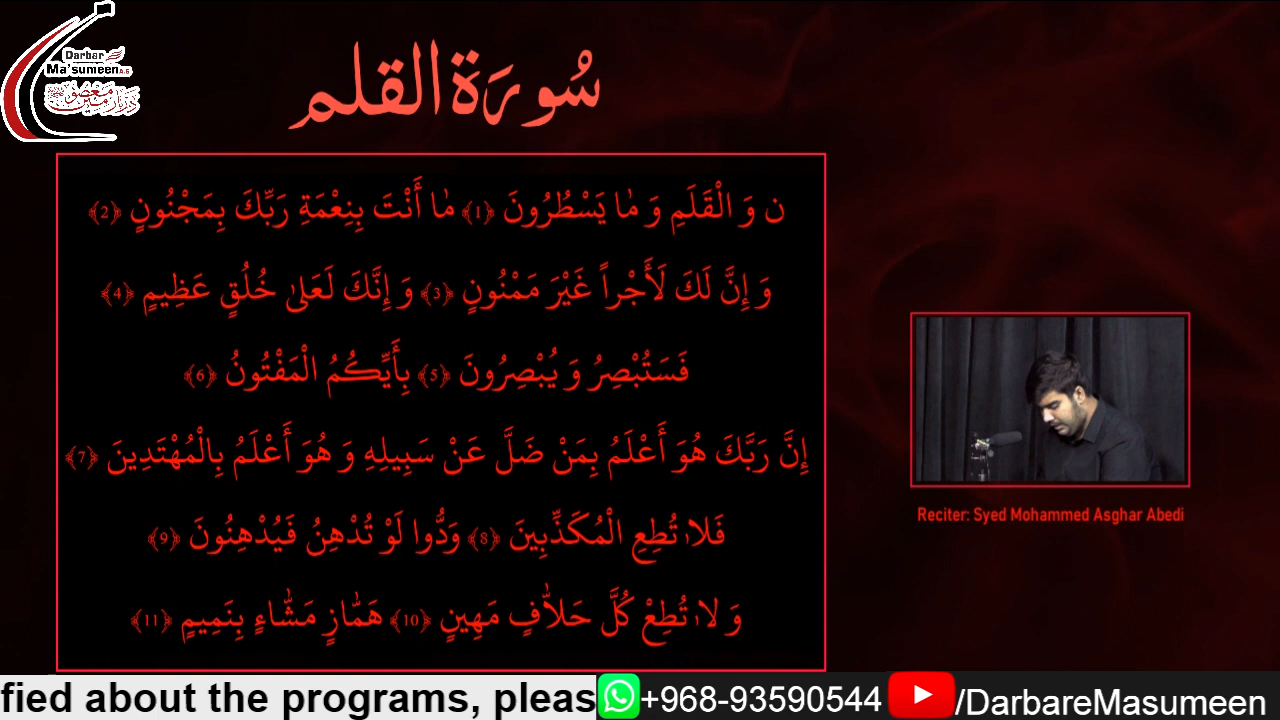 Darbar
Ma'sumeen A.S
سُورَة القلم
ن وَ الْقَلَمِ وَ مٰا يَسْطُرُونَ ﴿1﴾ مٰا أَنْتَ بِنِعْمَةِ رَبِّكَ بِمَجْنُونٍ ﴿2﴾
وَ إِنَّ لَكَ لَأَجْراً غَيْرَ مَمْنُونٍ ﴿3﴾ وَ إِنَّكَ لَعَلىٰ خُلُقٍ عَظِيمٍ ﴿4﴾
فَسَتُبْصِرُ وَ يُبْصِرُونَ ﴿5﴾ بِأَيِّكُمُ الْمَفْتُونُ ﴿6﴾
إِنَّ رَبَّكَ هُوَ أَعْلَمُ بِمَنْ ضَلَّ عَنْ سَبِيلِهِ وَ هُوَ أَعْلَمُ بِالْمُهْتَدِينَ ﴿7﴾
فَلاٰ تُطِعِ الْمُكَذِّبِينَ ﴿8﴾ وَدُّوا لَوْ تُدْهِنُ فَيُدْهِنُونَ ﴿9﴾
وَ لاٰ تُطِعْ كُلَّ حَلاّٰفٍ مَهِينٍ ﴿10﴾ هَمّٰازٍ مَشّٰاءٍ بِنَمِيمٍ ﴿11﴾
Reciter: Syed Mohammed Asghar Abedi
fied about the programs, pleas
+968-93590544
/DarbareMasumeen